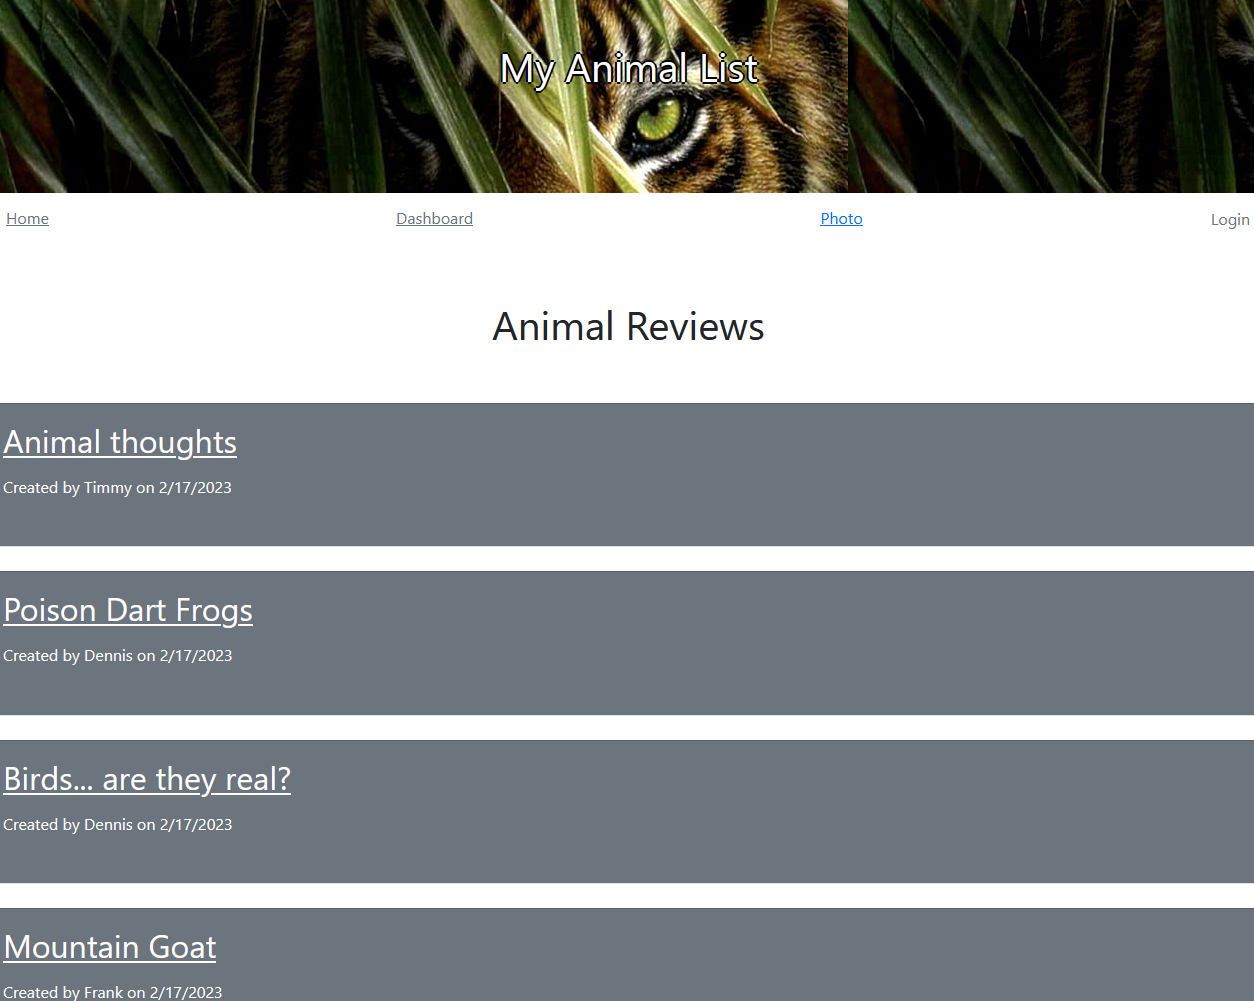 My Animal List
Home Dashboard Photo Login
Animal Reviews
Animal thoughts
Created by Timmy on 2/17/2023
Poison Dart Frogs
Created by Dennis on 2/17/2023
Birds... are they real?
Created by Dennis on 2/17/2023
Mountain Goat
Created by Frank on 2/17/2023